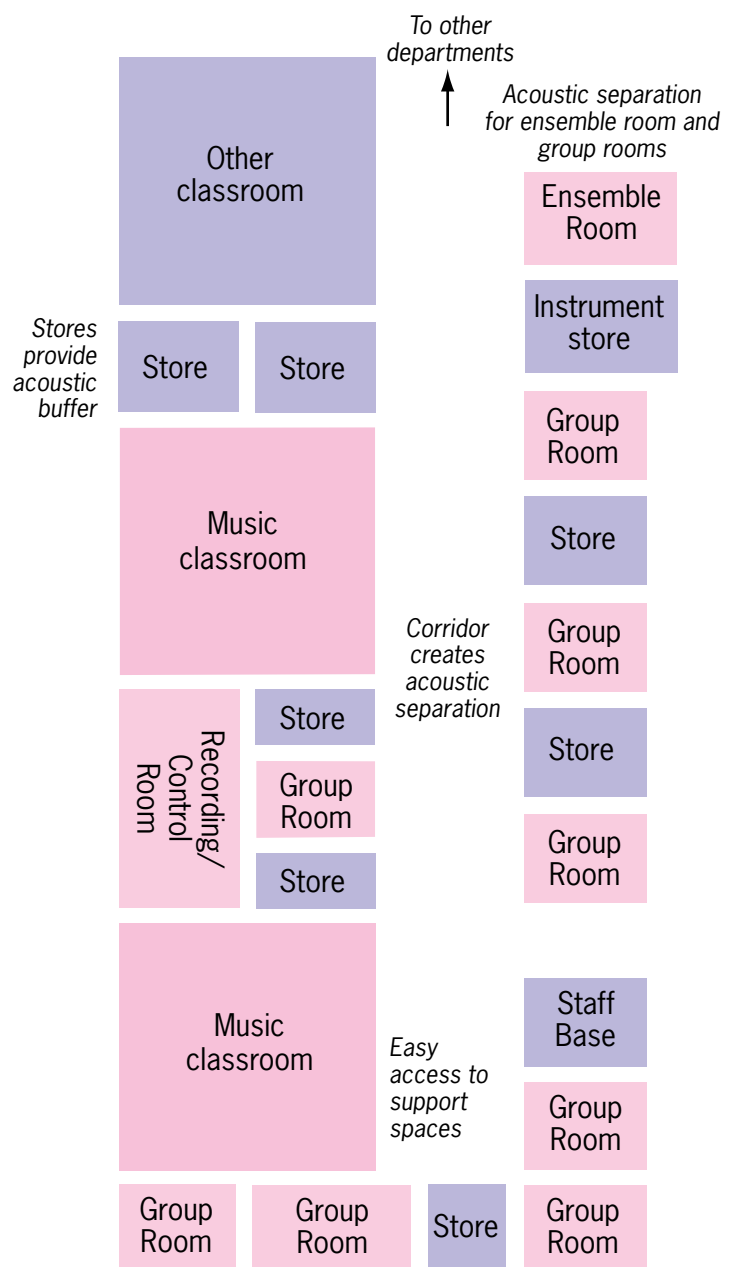 To other
departments
Acoustic separation
for ensemble room and
group rooms
Other
classroom
Ensemble
Room
Instrument
store
Stores
provide
acoustic
buffer
Store
Store
Group
Room
Music
classroom
Store
Corridor
creates
acoustic
separation
Group
Room
Recording/
Control
Room
Store
Group
Room
Store
Store
Group
Room
Music
classroom
Easy
access to
support
spaces
Staff
Base
Group
Room
Group
Room
Group
Room
Store
Group
Room